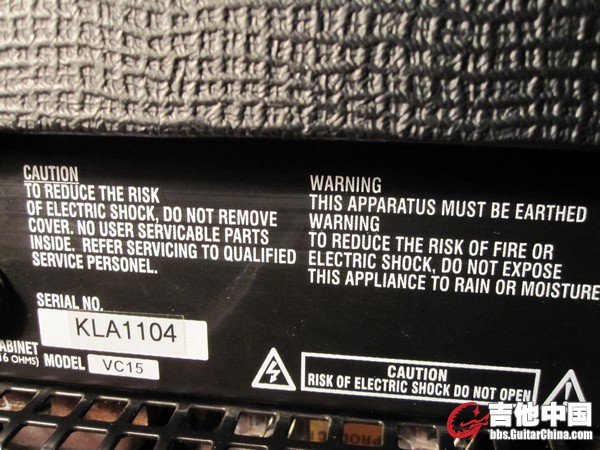 CAUTION
TO REDUCE THE RISK
OF ELECTRIC SHOCK, DO NOT REMOVE
COVER. NO USER SERVICABLE PARTS
INSIDE. REFER SERVICING TO QUALIFIED
SERVICE PERSONEL.
WARNING
THIS APPARATUS MUST BE EARTHED
WARNING
TO REDUCE THE RISK OF FIRE OR
ELECTRIC SHOCK, DO NOT EXPOSE
THIS APPLIANCE TO RAIN OR MOISTURE
SERIAL NO.
KLA1104
ABINET
16 OHMS)
MODEL VC15
CAUTION
RISK OF ELECTRIC SHOCK DO NOT OPEN
吉他中国
bbs.GuitarChina.com